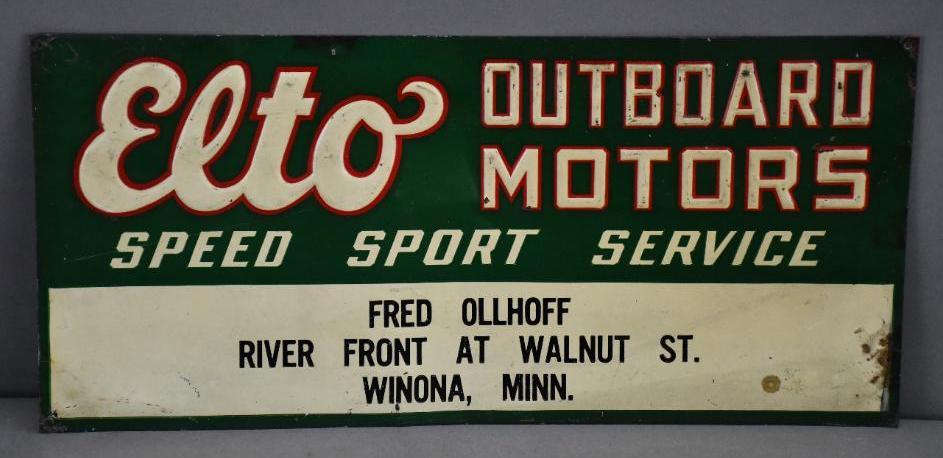 Elto OUTBOARD
MOTORS
SPEED SPORT SERVICE
FRED OLLHOFF
RIVER FRONT AT WALNUT ST.
WINONA, MINN.